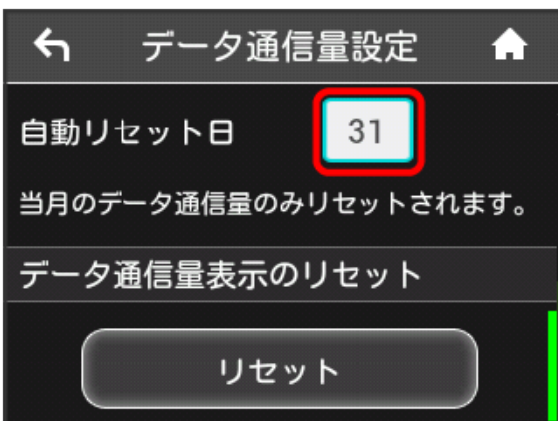 データ通信量設定
自動リセット日 31
当月のデータ通信量のみリセットされます。
データ通信量表示のリセット
リセット